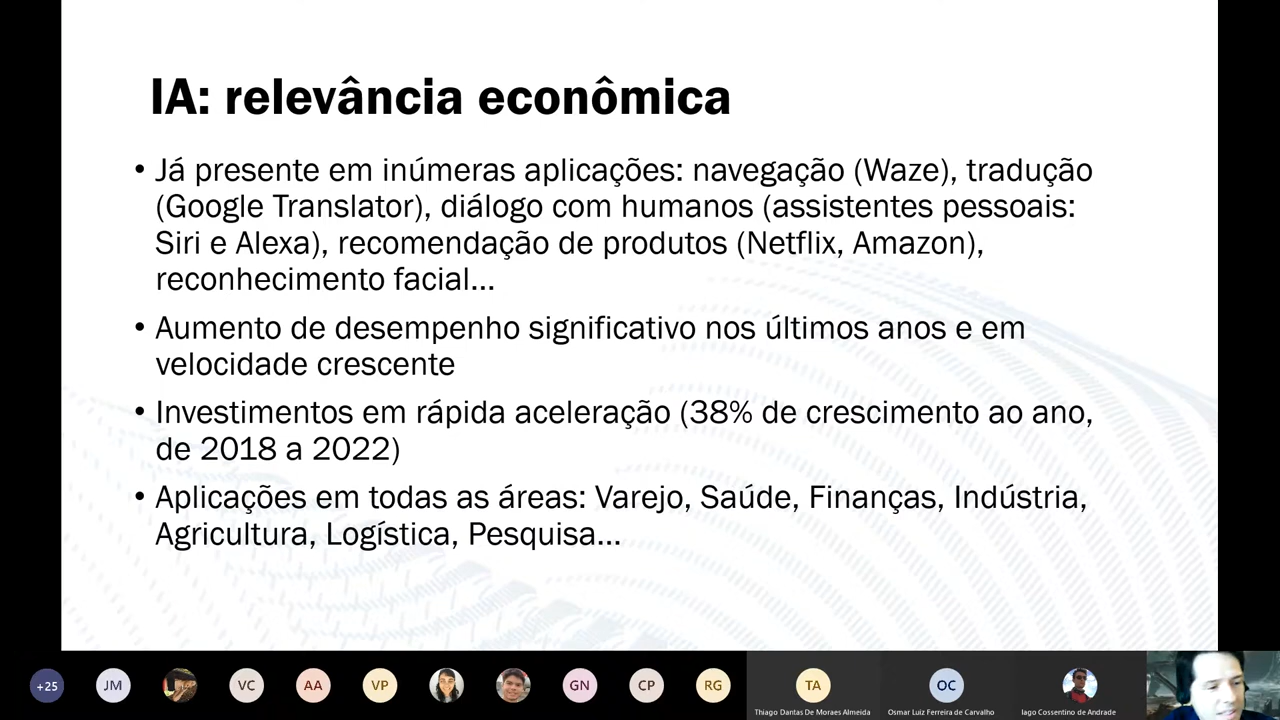 IA: relevância econômica
• Já presente em inúmeras aplicações: navegação (Waze), tradução
(Google Translator), diálogo com humanos (assistentes pessoais:
Siri e Alexa), recomendação de produtos (Netflix, Amazon),
reconhecimento facial...
• Aumento de desempenho significativo nos últimos anos e em
velocidade crescente
• Investimentos em rápida aceleração (38% de crescimento ao ano,
de 2018 a 2022)
• Aplicações em todas as áreas: Varejo, Saúde, Finanças, Indústria,
Agricultura, Logística, Pesquisa...
+25 JM VC AA VP GN CP RG TA OC
Thiago Dantas De Moraes Almeida Osmar Luiz Ferreira de Carvalho Iago Cossentino de Andrade